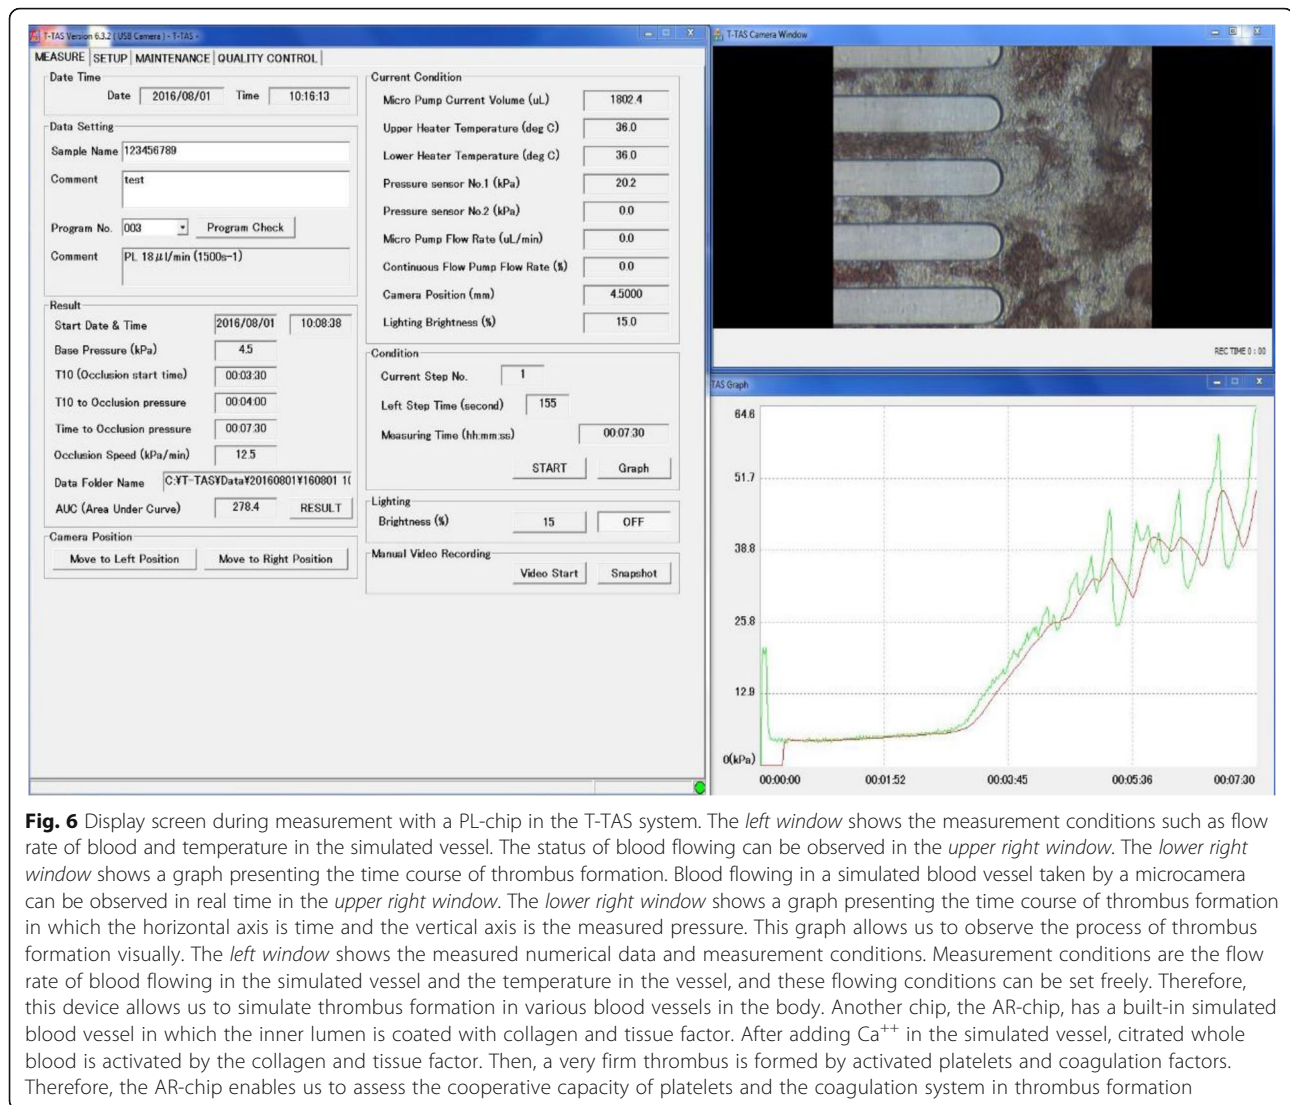 T-TAS Version 6.3.2 ( USB Camera ) - T-TAS -
MEASURE SETUP MAINTENANCE QUALITY CONTROL
Date Time
Date 2016/08/01 Time 10:16:13
Data Setting
Sample Name 123456789
Comment test
Program No. 003 Program Check
Comment PL 18μl/min (1500s-1)
Result
Start Date & Time 2016/08/01 10:08:38
Base Pressure (kPa) 4.5
T10 (Occlusion start time) 00:03:30
T10 to Occlusion pressure 00:04:00
Time to Occlusion pressure 00:07:30
Occlusion Speed (kPa/min) 12.5
Data Folder Name C:¥T-TAS¥Data¥20160801¥160801 1(
AUC (Area Under Curve) 278.4 RESULT
Camera Position
Move to Left Position Move to Right Position
Current Condition
Micro Pump Current Volume (uL) 1802.4
Upper Heater Temperature (deg C) 36.0
Lower Heater Temperature (deg C) 36.0
Pressure sensor No.1 (kPa) 20.2
Pressure sensor No.2 (kPa) 0.0
Micro Pump Flow Rate (uL/min) 0.0
Continuous Flow Pump Flow Rate (%) 0.0
Camera Position (mm) 4.5000
Lighting Brightness (%) 15.0
Condition
Current Step No. 1
Left Step Time (second) 155
Measuring Time (hh:mm:ss) 00:07:30
START Graph
Lighting
Brightness (%) 15 OFF
Manual Video Recording
Video Start Snapshot
T-TAS Camera Window
REC TIME 0 : 00
TAS Graph
64.6
51.7
38.8
25.8
12.9
0(kPa)
00:00:00 00:01:52 00:03:45 00:05:36 00:07:30
Fig. 6 Display screen during measurement with a PL-chip in the T-TAS system. The left window shows the measurement conditions such as flow
rate of blood and temperature in the simulated vessel. The status of blood flowing can be observed in the upper right window. The lower right
window shows a graph presenting the time course of thrombus formation. Blood flowing in a simulated blood vessel taken by a microcamera
can be observed in real time in the upper right window. The lower right window shows a graph presenting the time course of thrombus formation
in which the horizontal axis is time and the vertical axis is the measured pressure. This graph allows us to observe the process of thrombus
formation visually. The left window shows the measured numerical data and measurement conditions. Measurement conditions are the flow
rate of blood flowing in the simulated vessel and the temperature in the vessel, and these flowing conditions can be set freely. Therefore,
this device allows us to simulate thrombus formation in various blood vessels in the body. Another chip, the AR-chip, has a built-in simulated
blood vessel in which the inner lumen is coated with collagen and tissue factor. After adding Ca⁺⁺ in the simulated vessel, citrated whole
blood is activated by the collagen and tissue factor. Then, a very firm thrombus is formed by activated platelets and coagulation factors.
Therefore, the AR-chip enables us to assess the cooperative capacity of platelets and the coagulation system in thrombus formation